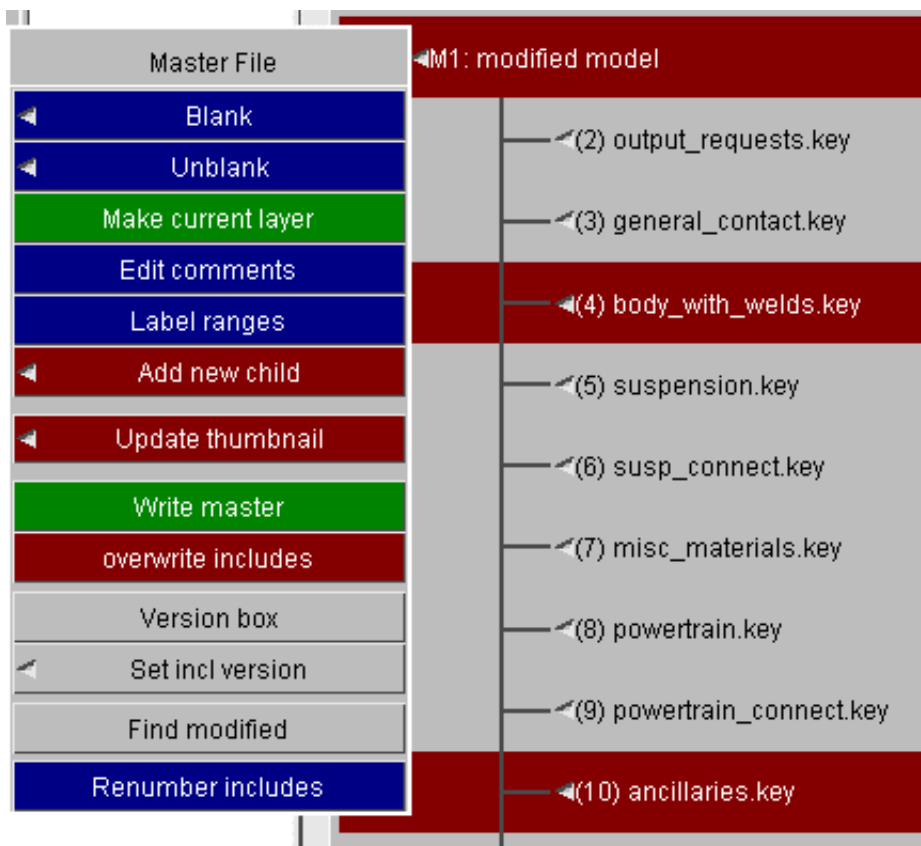 Master File
Blank
Unblank
Make current layer
Edit comments
Label ranges
Add new child
Update thumbnail
Write master
overwrite includes
Version box
Set incl version
Find modified
Renumber includes
M1: modified model
(2) output_requests.key
(3) general_contact.key
(4) body_with_welds.key
(5) suspension.key
(6) susp_connect.key
(7) misc_materials.key
(8) powertrain.key
(9) powertrain_connect.key
(10) ancillaries.key